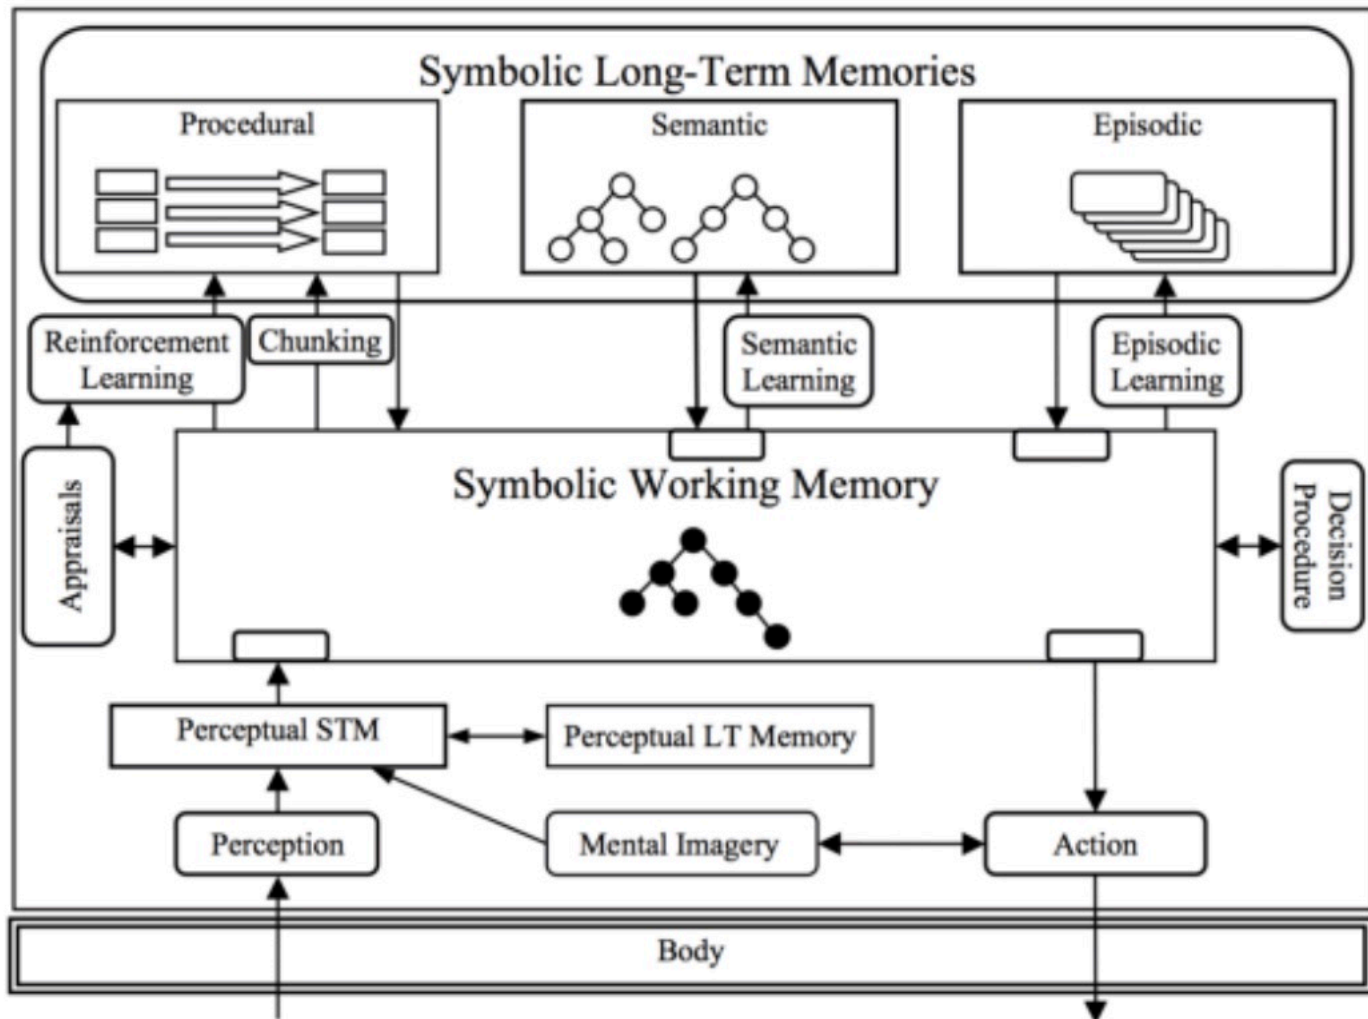 Symbolic Long-Term Memories
Procedural
Semantic
Episodic
Reinforcement
Learning
Chunking
Semantic
Learning
Episodic
Learning
Symbolic Working Memory
Appraisals
Decision
Procedure
Perceptual STM
Perceptual LT Memory
Perception
Mental Imagery
Action
Body